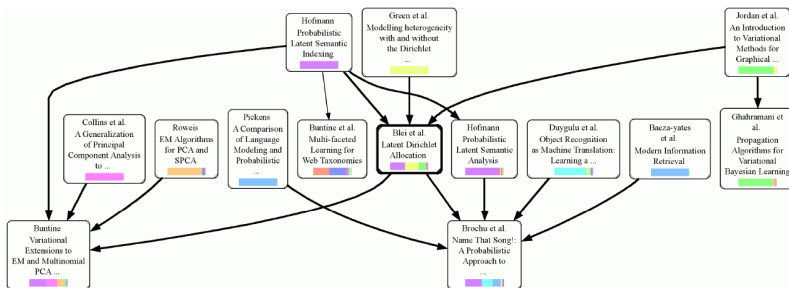 Hofmann
Probabilistic
Latent Semantic
Indexing
Green et al.
Modelling heterogeneity
with and without
the Dirichlet
...
Jordan et al.
An Introduction
to Variational
Methods for
Graphical ...
Collins et al.
A Generalization
of Principal
Component Analysis
to ...
Roweis
EM Algorithms
for PCA and
SPCA
Pickens
A Comparison
of Language
Modeling and
Probabilistic
...
Buntine et al.
Multi-faceted
Learning for
Web Taxonomies
Blei et al.
Latent Dirichlet
Allocation
Hofmann
Probabilistic
Latent Semantic
Analysis
Duygulu et al.
Object Recognition
as Machine Translation:
Learning a ...
Baeza-yates
et al.
Modern Information
Retrieval
Ghahramani et
al.
Propagation
Algorithms for
Variational
Bayesian Learning
Buntine
Variational
Extensions to
EM and Multinomial
PCA ...
Brochu et al.
Name That Song!:
A Probabilistic
Approach to
...